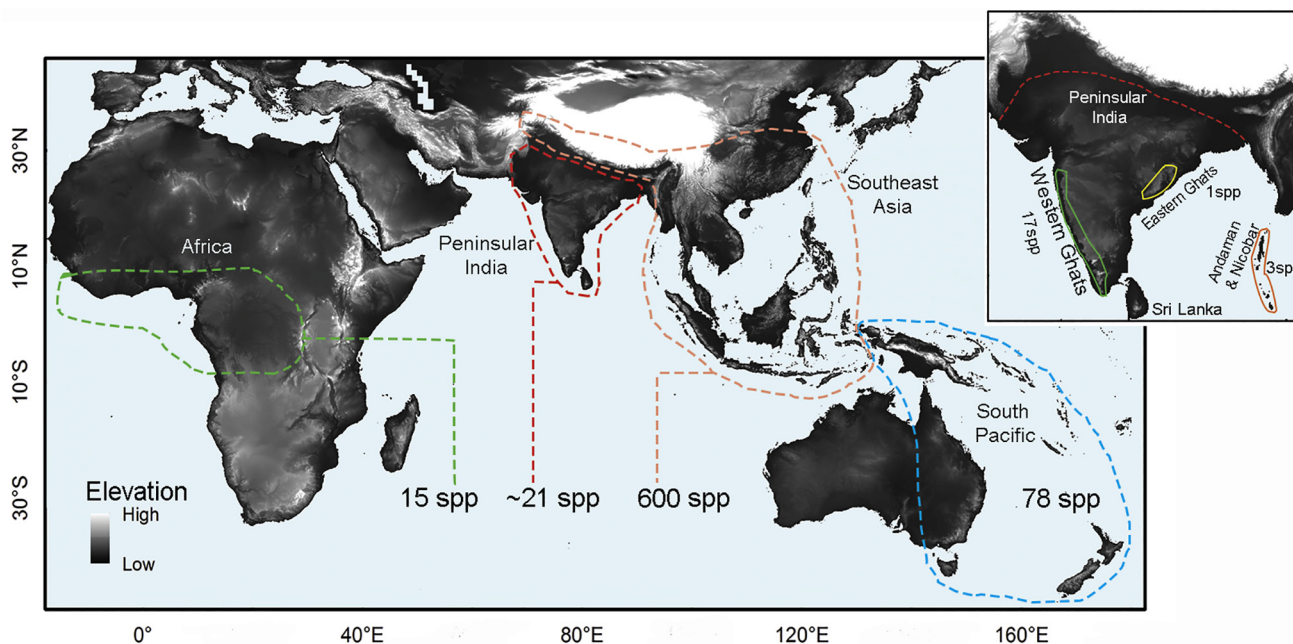 30°N
10°N
10°S
30°S
0°
40°E
80°E
120°E
160°E
Africa
Peninsular
India
Southeast
Asia
South
Pacific
15 spp
~21 spp
600 spp
78 spp
Elevation
High
Low
Peninsular
India
Western Ghats
17spp
Eastern Ghats
1spp
Andaman
& Nicobar
3sp
Sri Lanka